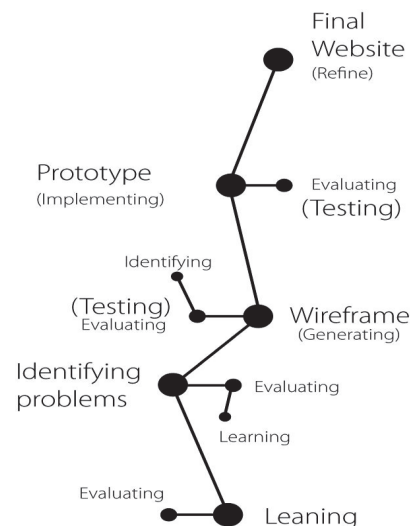 Final
Website
(Refine)
Prototype
(Implementing)
Evaluating
(Testing)
Identifying
(Testing)
Evaluating
Wireframe
(Generating)
Identifying
problems
Evaluating
Learning
Evaluating
Leaning